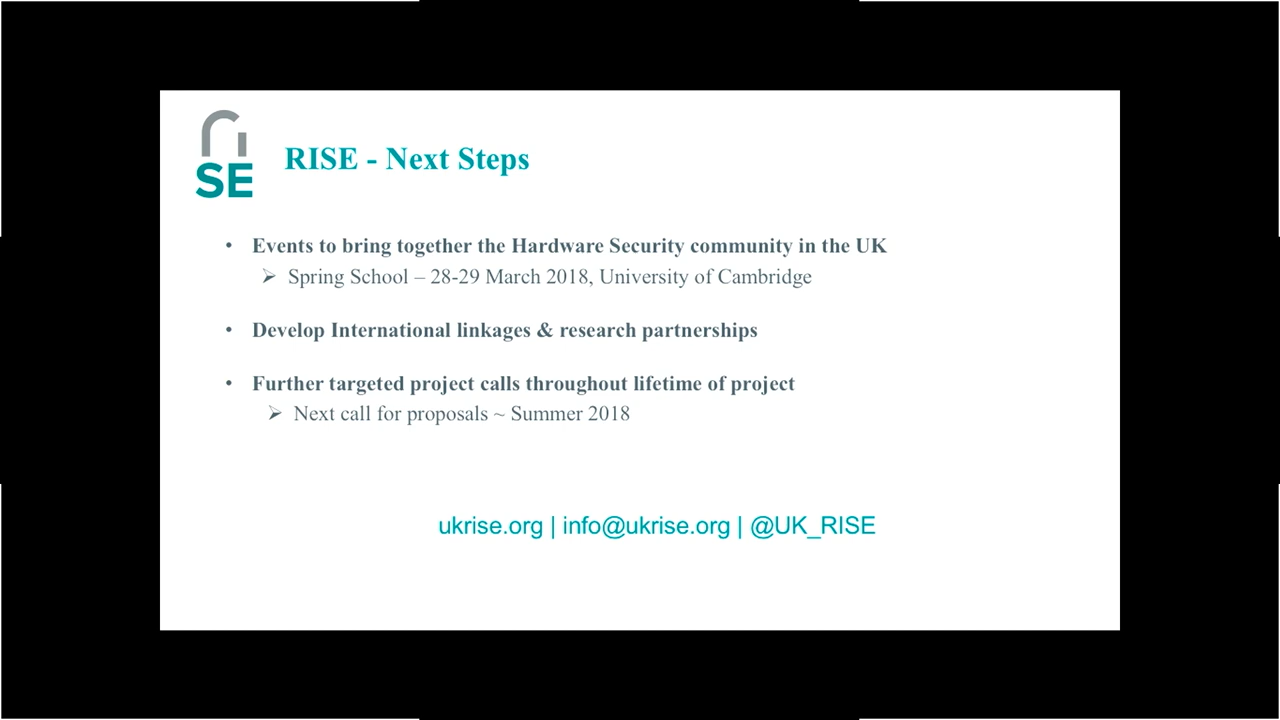 SE
RISE - Next Steps
• Events to bring together the Hardware Security community in the UK
➢ Spring School – 28-29 March 2018, University of Cambridge
• Develop International linkages & research partnerships
• Further targeted project calls throughout lifetime of project
➢ Next call for proposals ~ Summer 2018
ukrise.org | info@ukrise.org | @UK_RISE